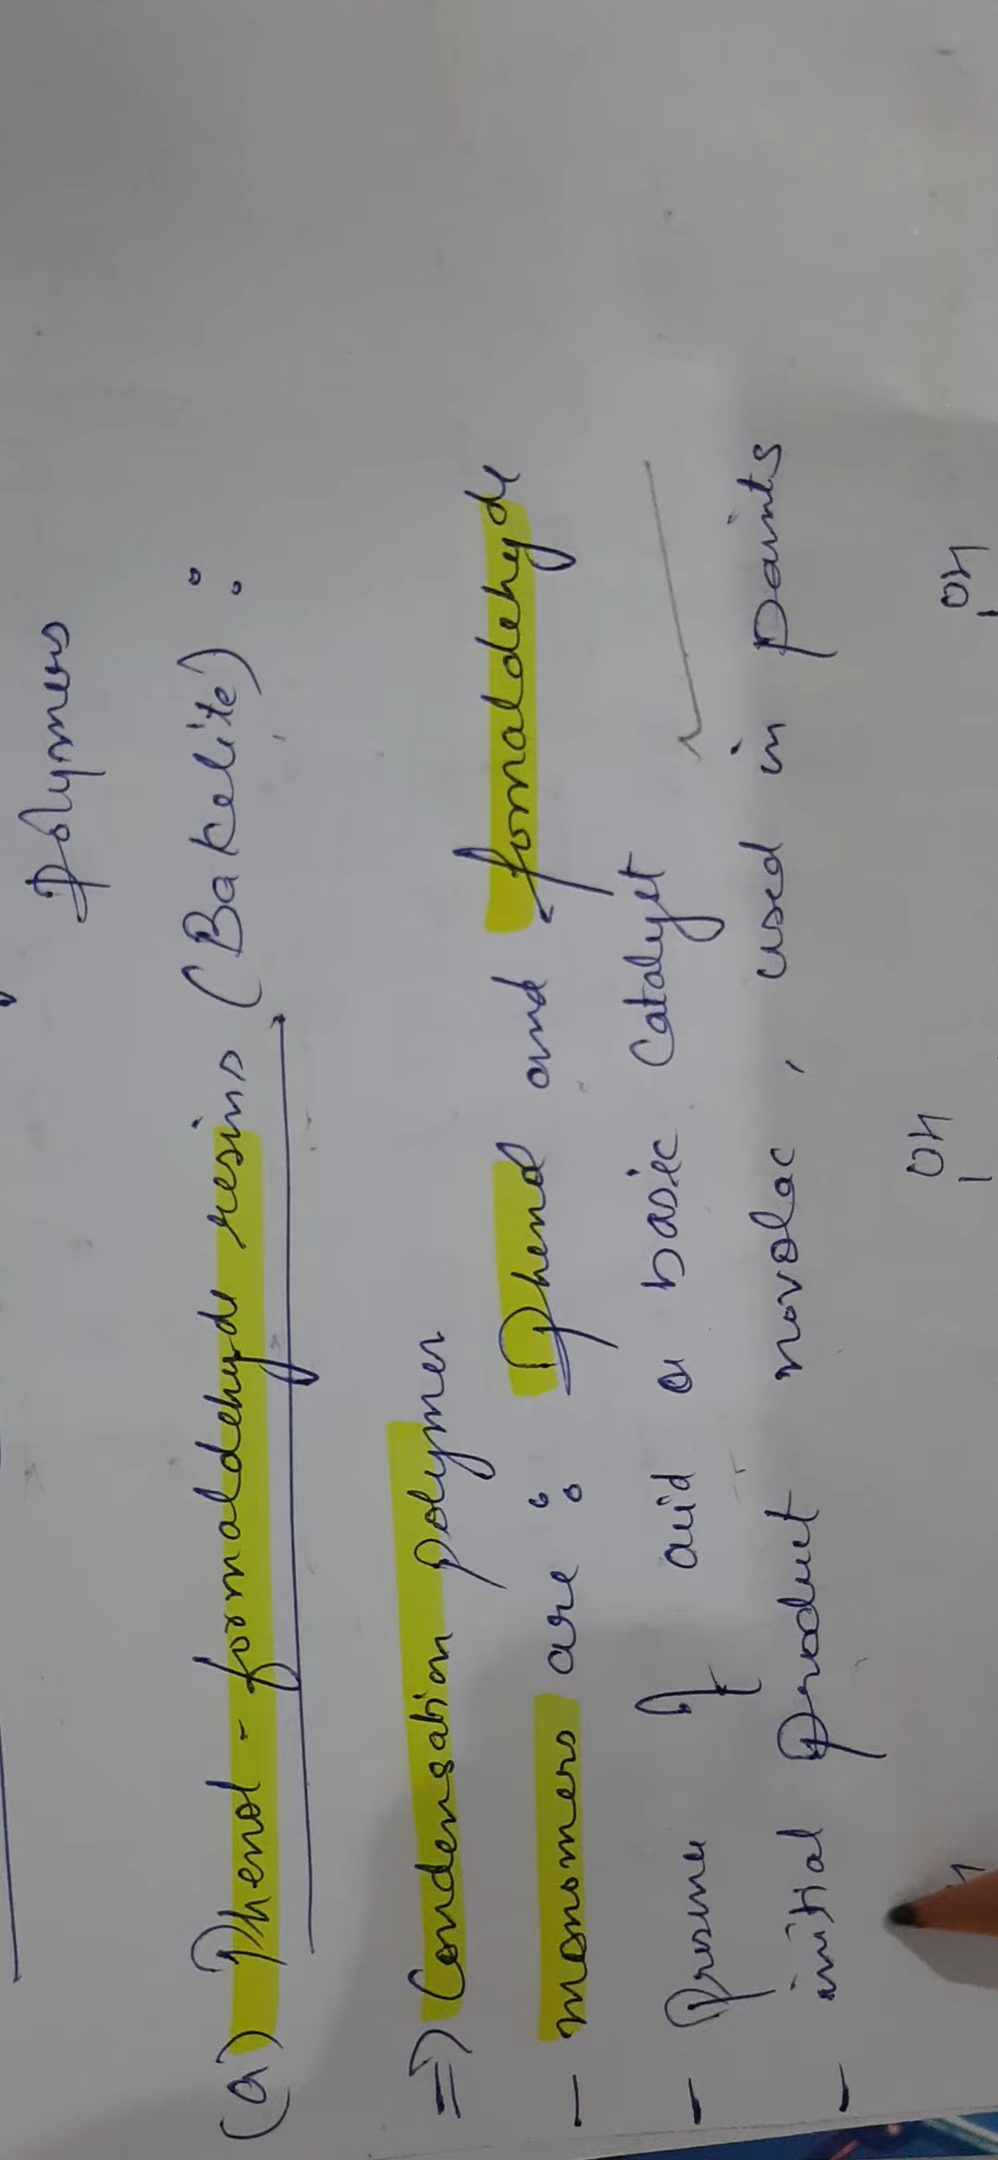 Polymers
(a) Phenol - formaldehyde resins (Bakelite) :
=> Condensation polymer
- monomers are : Phenol and formaldehyde
- Presence of acid or basic Catalyst
- initial product novolac, used in paints
OH OH